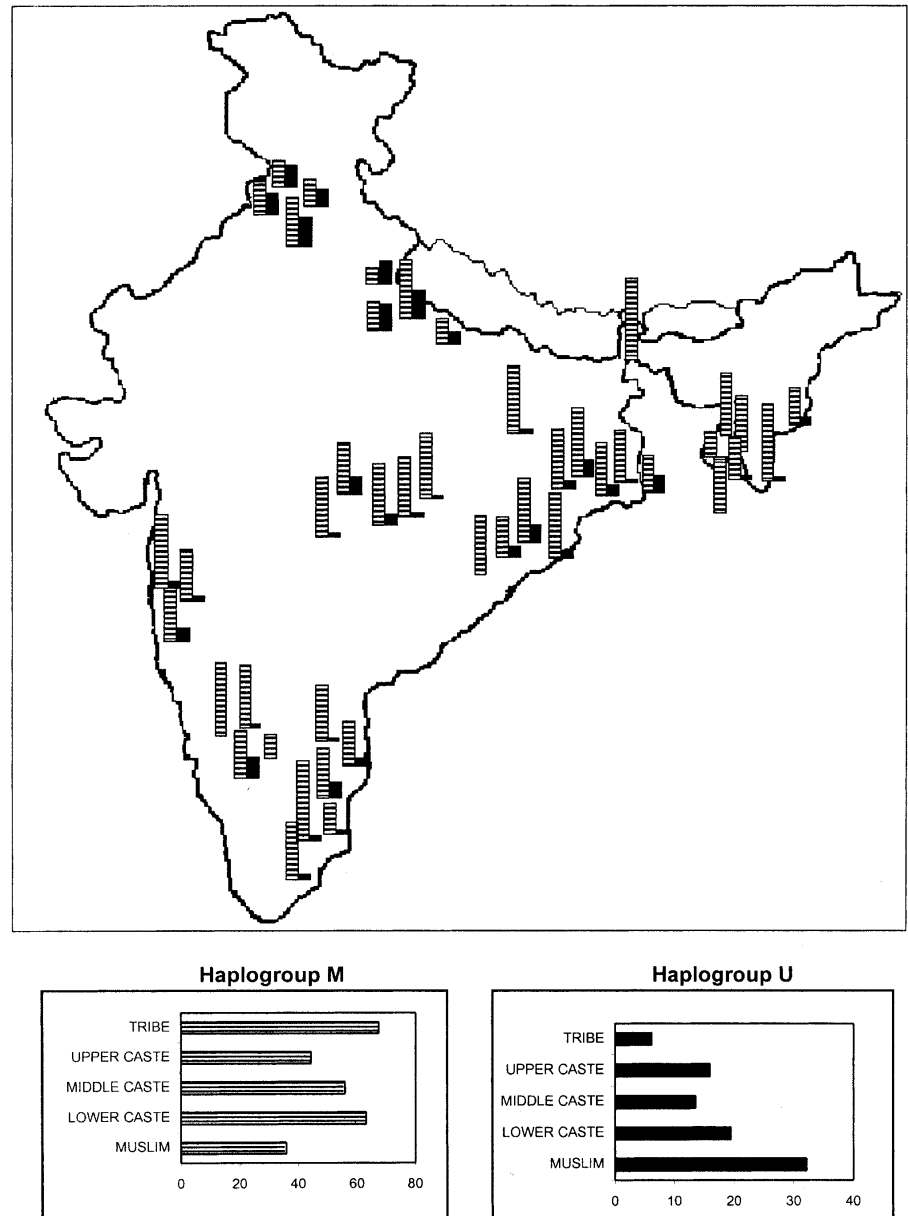 Haplogroup M
TRIBE
UPPER CASTE
MIDDLE CASTE
LOWER CASTE
MUSLIM
0 20 40 60 80
Haplogroup U
TRIBE
UPPER CASTE
MIDDLE CASTE
LOWER CASTE
MUSLIM
0 10 20 30 40